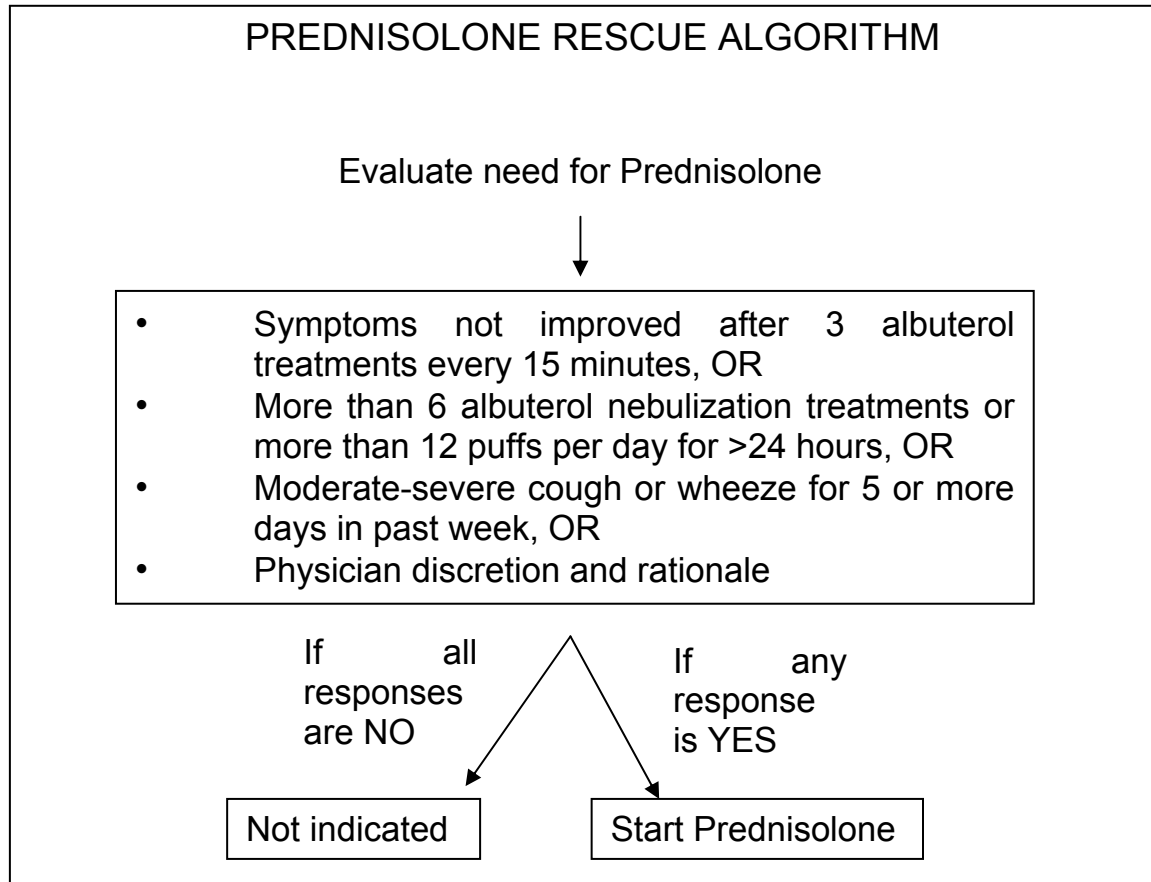 PREDNISOLONE RESCUE ALGORITHM
Evaluate need for Prednisolone
• Symptoms not improved after 3 albuterol
treatments every 15 minutes, OR
• More than 6 albuterol nebulization treatments or
more than 12 puffs per day for >24 hours, OR
• Moderate-severe cough or wheeze for 5 or more
days in past week, OR
• Physician discretion and rationale
If all
responses
are NO
If any
response
is YES
Not indicated
Start Prednisolone